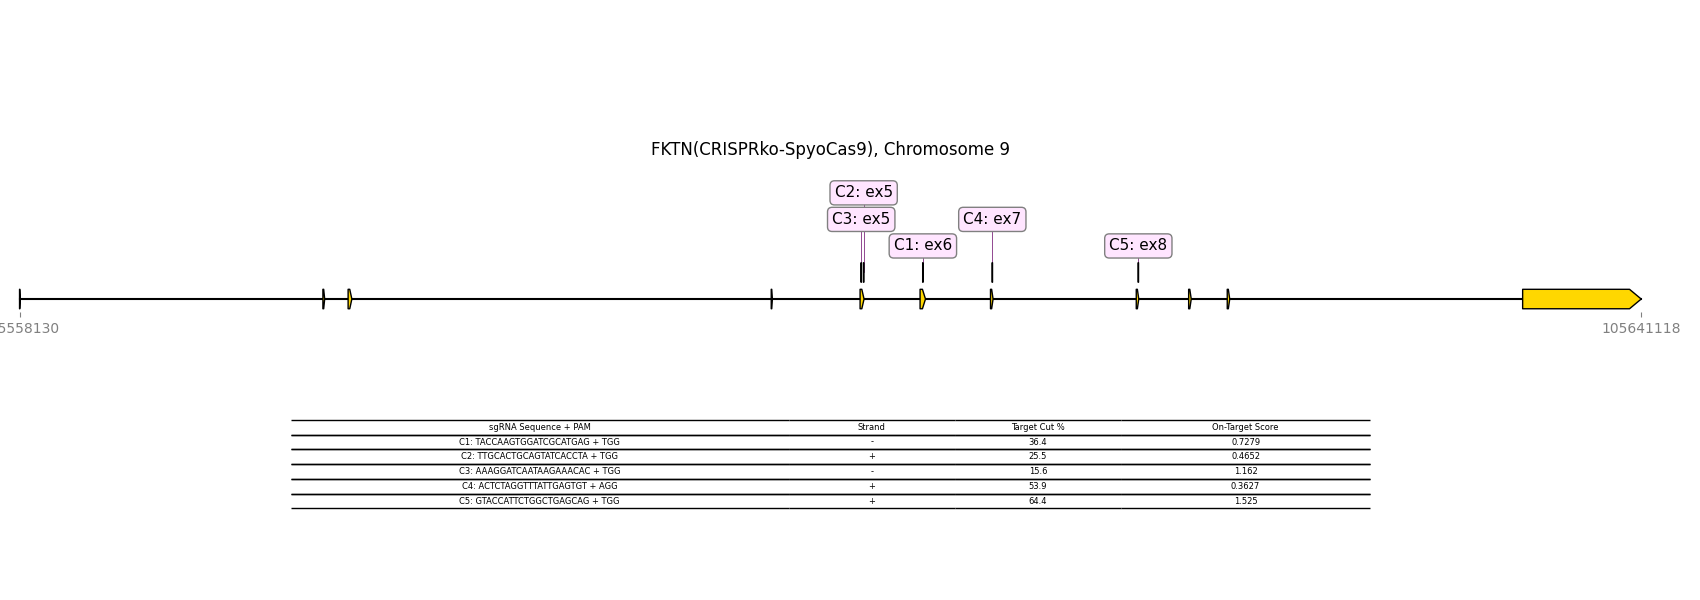 FKTN(CRISPRko-SpyoCas9), Chromosome 9
C2: ex5
C3: ex5
C4: ex7
C1: ex6
C5: ex8
5558130
105641118
sgRNA Sequence + PAM Strand Target Cut % On-Target Score
C1: TACCAAGTGGATCGCATGAG + TGG - 36.4 0.7279
C2: TTGCACTGCAGTATCACCTA + TGG + 25.5 0.4652
C3: AAAGGATCAATAAGAAACAC + TGG - 15.6 1.162
C4: ACTCTAGGTTTATTGAGTGT + AGG + 53.9 0.3627
C5: GTACCATTCTGGCTGAGCAG + TGG + 64.4 1.525